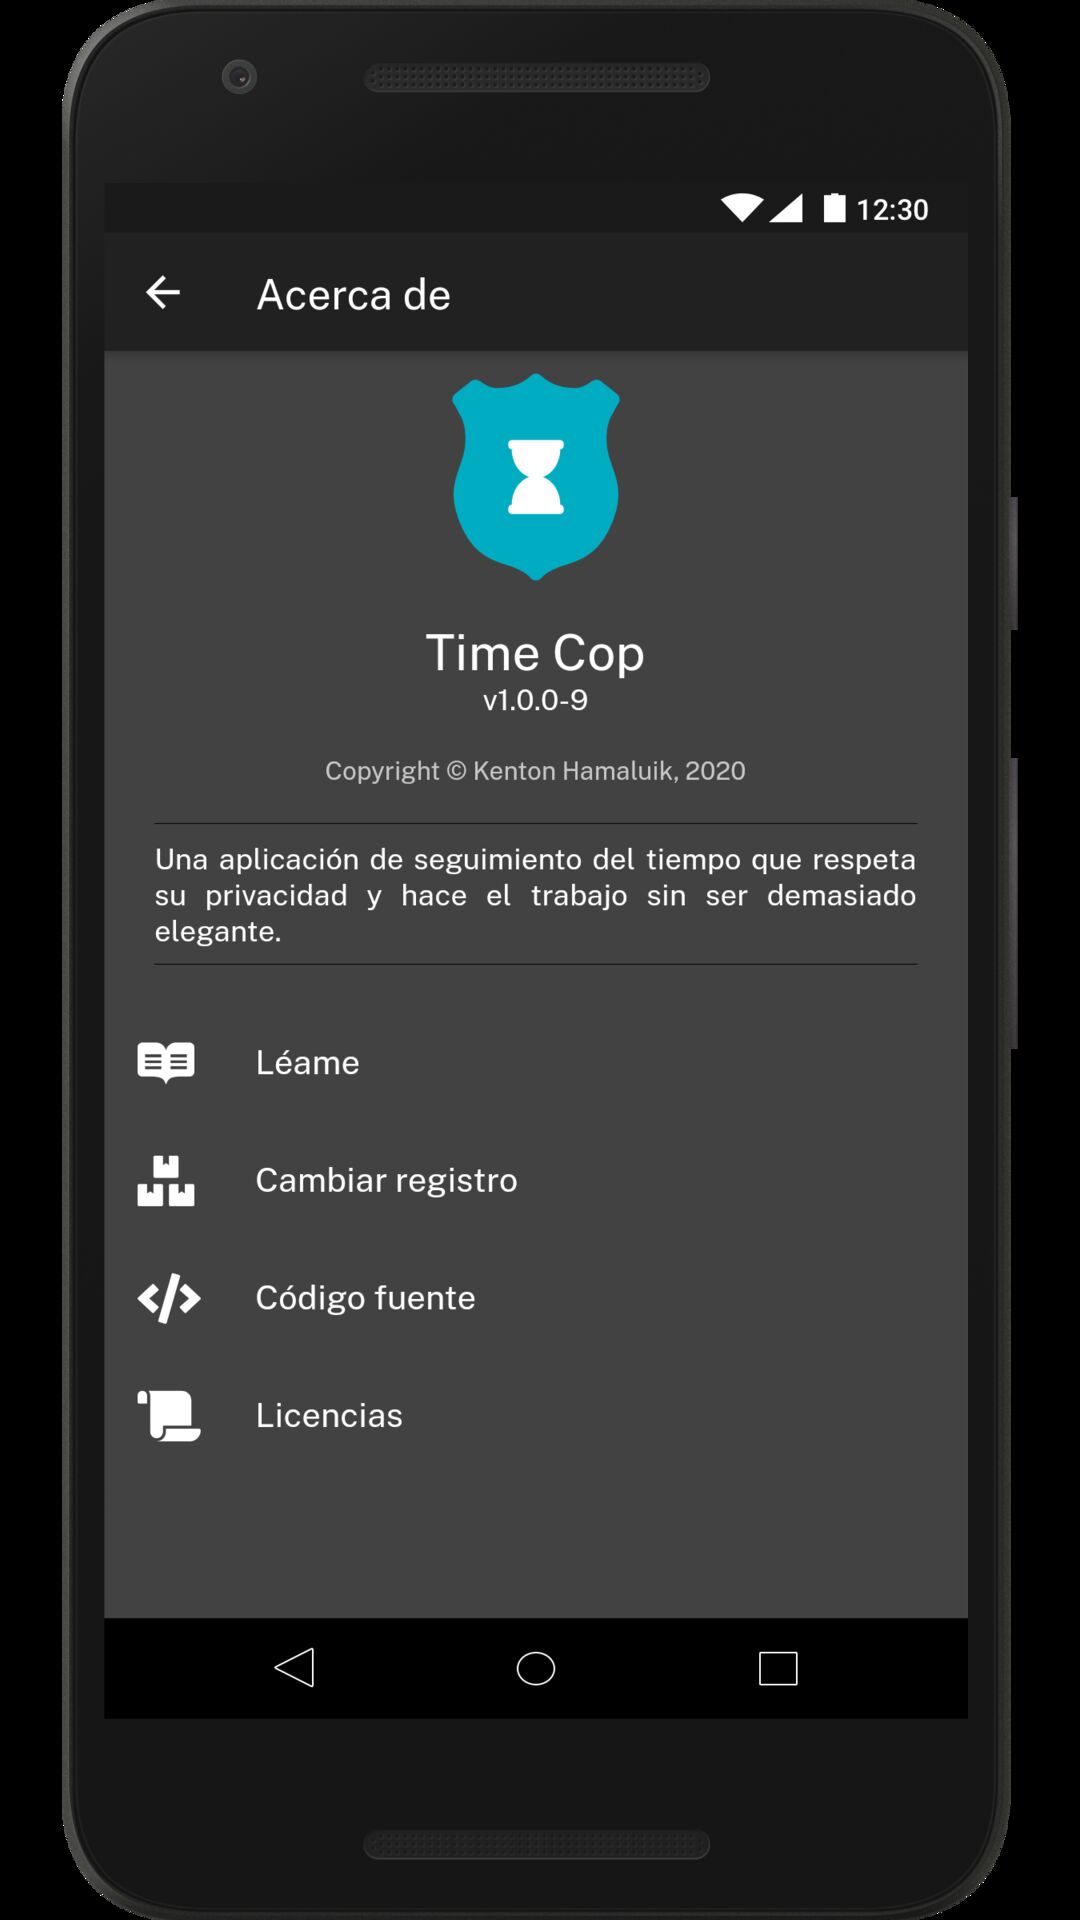 12:30
Acerca de
Time Cop
v1.0.0-9
Copyright © Kenton Hamaluik, 2020
Una aplicación de seguimiento del tiempo que respeta
su privacidad y hace el trabajo sin ser demasiado
elegante.
Léame
Cambiar registro
Código fuente
Licencias